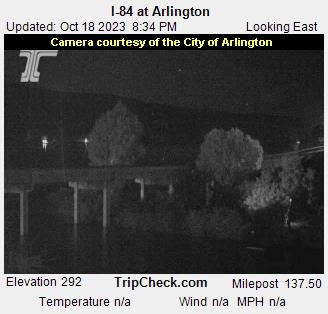 I-84 at Arlington
Updated: Oct 18 2023 8:34 PM Looking East
Camera courtesy of the City of Arlington
Elevation 292 TripCheck.com Milepost 137.50
Temperature n/a Wind n/a MPH n/a